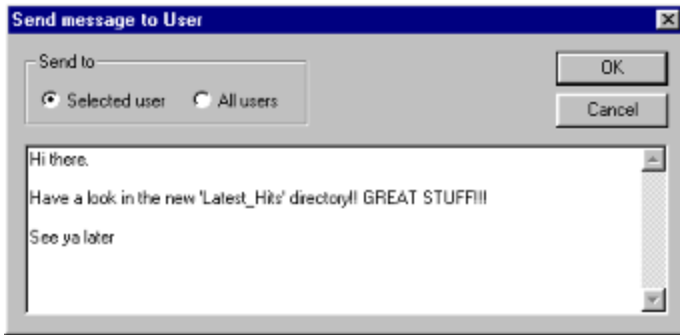 Send message to User
Send to
Selected user
All users
OK
Cancel
Hi there.
Have a look in the new 'Latest_Hits' directory!! GREAT STUFF!!!
See ya later